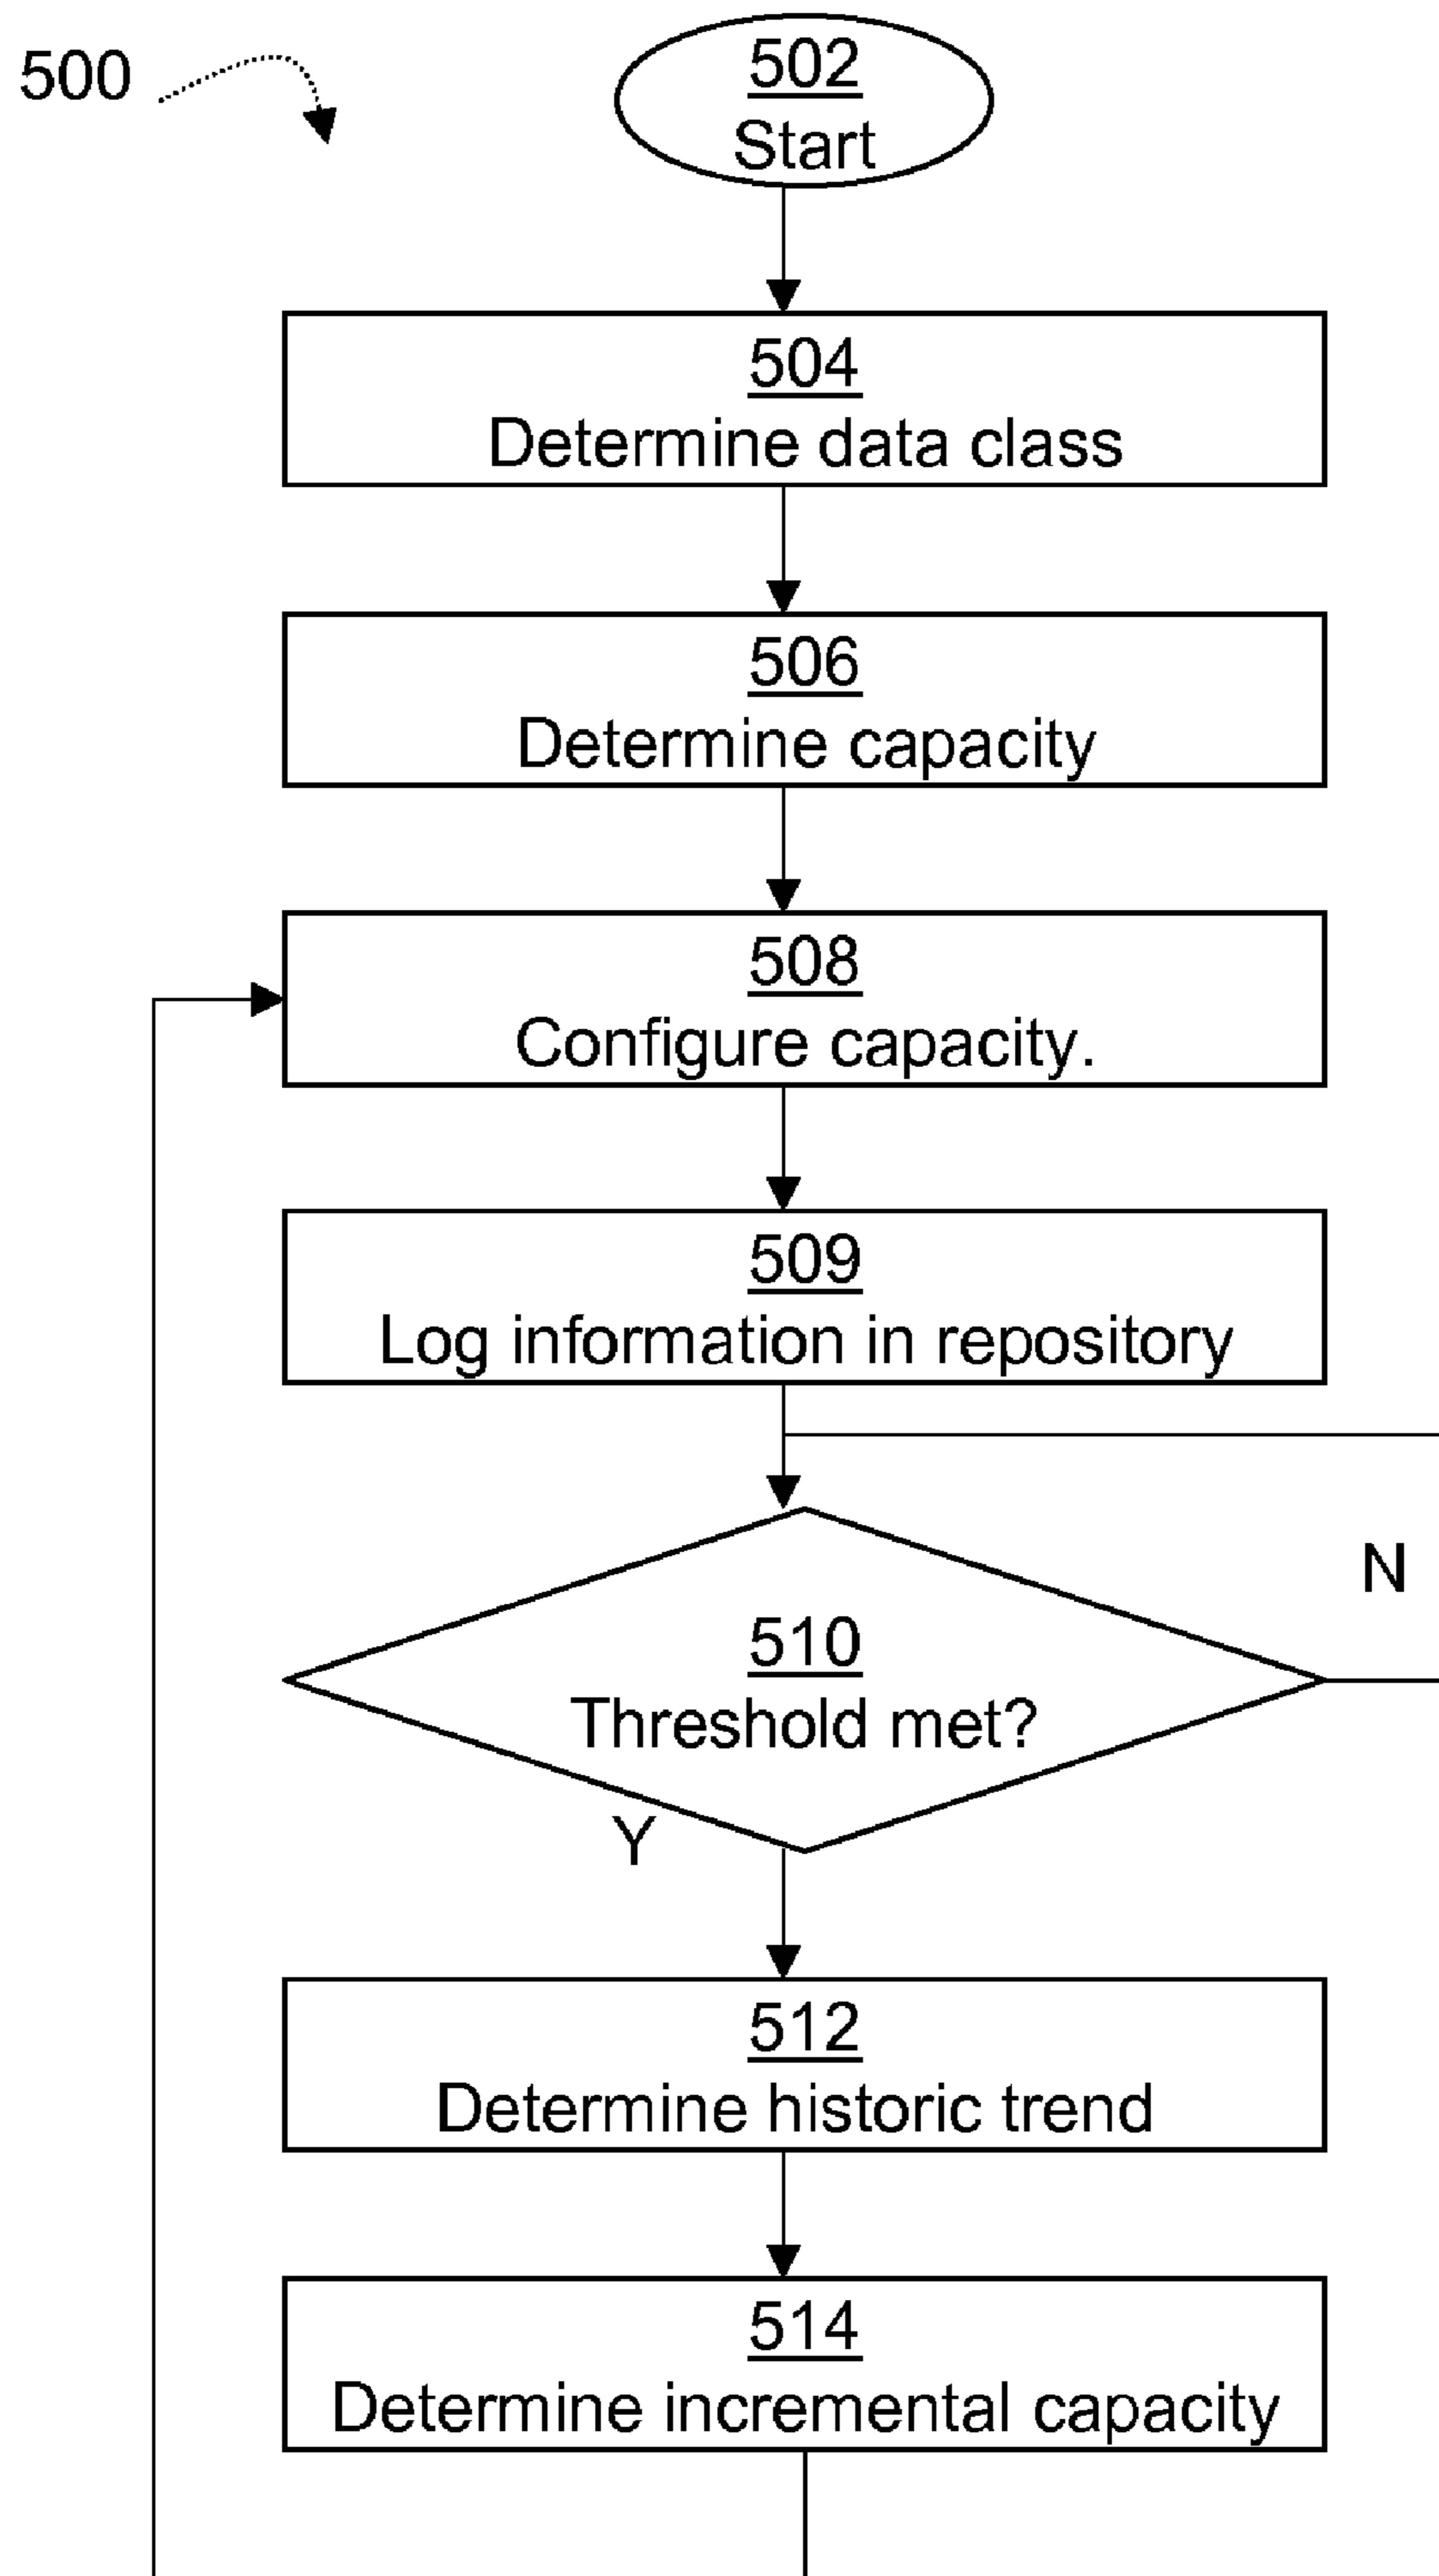 500
502
Start
504
Determine data class
506
Determine capacity
508
Configure capacity.
509
Log information in repository
N
510
Threshold met?
Y
512
Determine historic trend
514
Determine incremental capacity